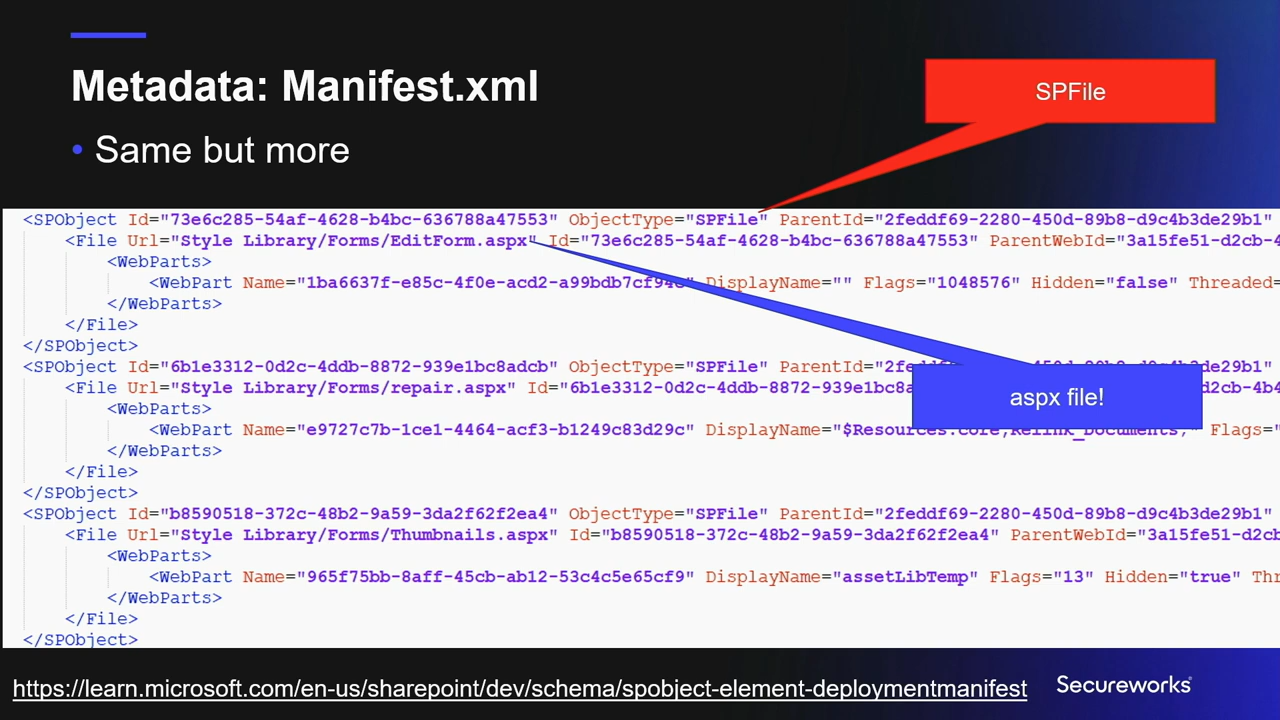 Metadata: Manifest.xml
SPFile
• Same but more
<SPObject Id="73e6c285-54af-4628-b4bc-636788a47553" ObjectType="SPFile" ParentId="2feddf69-2280-450d-89b8-d9c4b3de29b1"
<File Url="Style Library/Forms/EditForm.aspx" Id="73e6c285-54af-4628-b4bc-636788a47553" ParentWebId="3a15fe51-d2cb-4
<WebParts>
<WebPart Name="1ba6637f-e85c-4f0e-acd2-a99bdb7cf94 DisplayName="" Flags="1048576" Hidden="false" Threaded=
</WebParts>
</File>
</SPObject>
<SPObject Id="6b1e3312-0d2c-4ddb-8872-939e1bc8adcb" ObjectType="SPFile" ParentId="2feddf69-2280-450d-89b8-d9c4b3de29b1"
<File Url="Style Library/Forms/repair.aspx" Id="6b1e3312-0d2c-4ddb-8872-939e1bc8a d2cb-4b4
aspx file!
<WebParts>
<WebPart Name="e9727c7b-1ce1-4464-acf3-b1249c83d29c" DisplayName="$Resources:core,Relink_Documents;" Flags="
</WebParts>
</File>
</SPObject>
<SPObject Id="b8590518-372c-48b2-9a59-3da2f62f2ea4" ObjectType="SPFile" ParentId="2feddf69-2280-450d-89b8-d9c4b3de29b1"
<File Url="Style Library/Forms/Thumbnails.aspx" Id="b8590518-372c-48b2-9a59-3da2f62f2ea4" ParentWebId="3a15fe51-d2cb
<WebParts>
<WebPart Name="965f75bb-8aff-45cb-ab12-53c4c5e65cf9" DisplayName="assetLibTemp" Flags="13" Hidden="true" Thr
</WebParts>
</File>
</SPObject>
https://learn.microsoft.com/en-us/sharepoint/dev/schema/spobject-element-deploymentmanifest
Secureworks